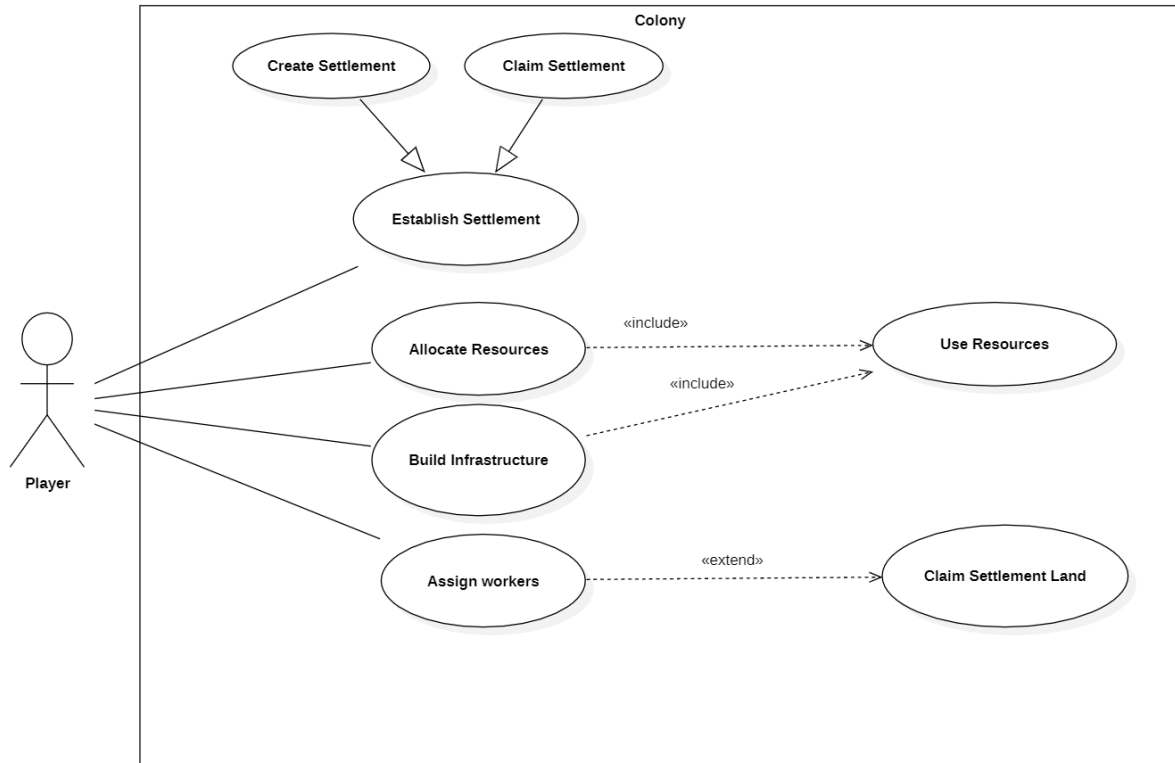 Colony
Create Settlement
Claim Settlement
Establish Settlement
Allocate Resources
«include»
Use Resources
«include»
Build Infrastructure
Player
Assign workers
«extend»
Claim Settlement Land